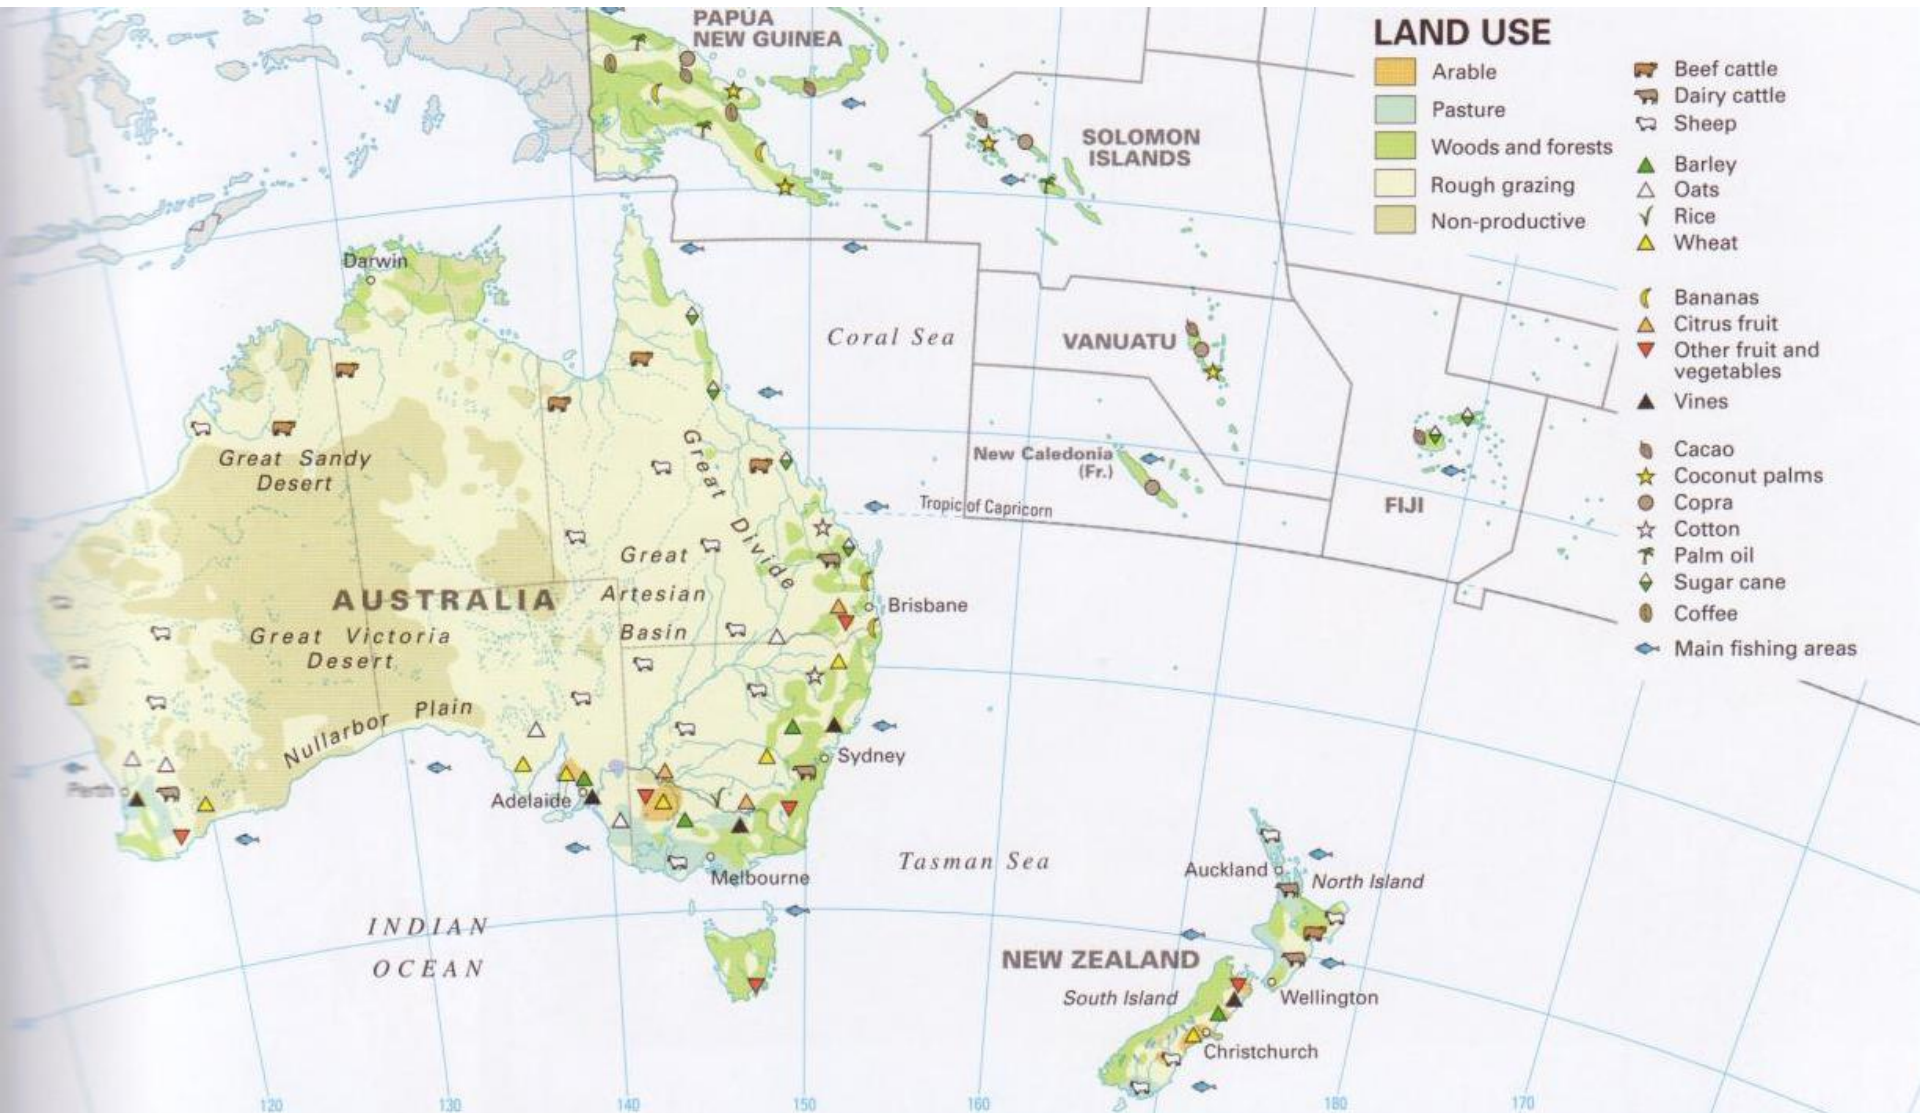 PAPUA
NEW GUINEA
SOLOMON
ISLANDS
Darwin
Coral Sea
VANUATU
New Caledonia
(Fr.)
Tropic of Capricorn
FIJI
Great Sandy
Desert
Great Divide
Great
Artesian
Basin
AUSTRALIA
Great Victoria
Desert
Brisbane
Nullarbor Plain
Sydney
Perth
Adelaide
Melbourne
Tasman Sea
Auckland
North Island
INDIAN
OCEAN
NEW ZEALAND
South Island
Wellington
Christchurch
120
130
140
150
160
180
170
LAND USE
Arable
Pasture
Woods and forests
Rough grazing
Non-productive
Beef cattle
Dairy cattle
Sheep
Barley
Oats
Rice
Wheat
Bananas
Citrus fruit
Other fruit and
vegetables
Vines
Cacao
Coconut palms
Copra
Cotton
Palm oil
Sugar cane
Coffee
Main fishing areas